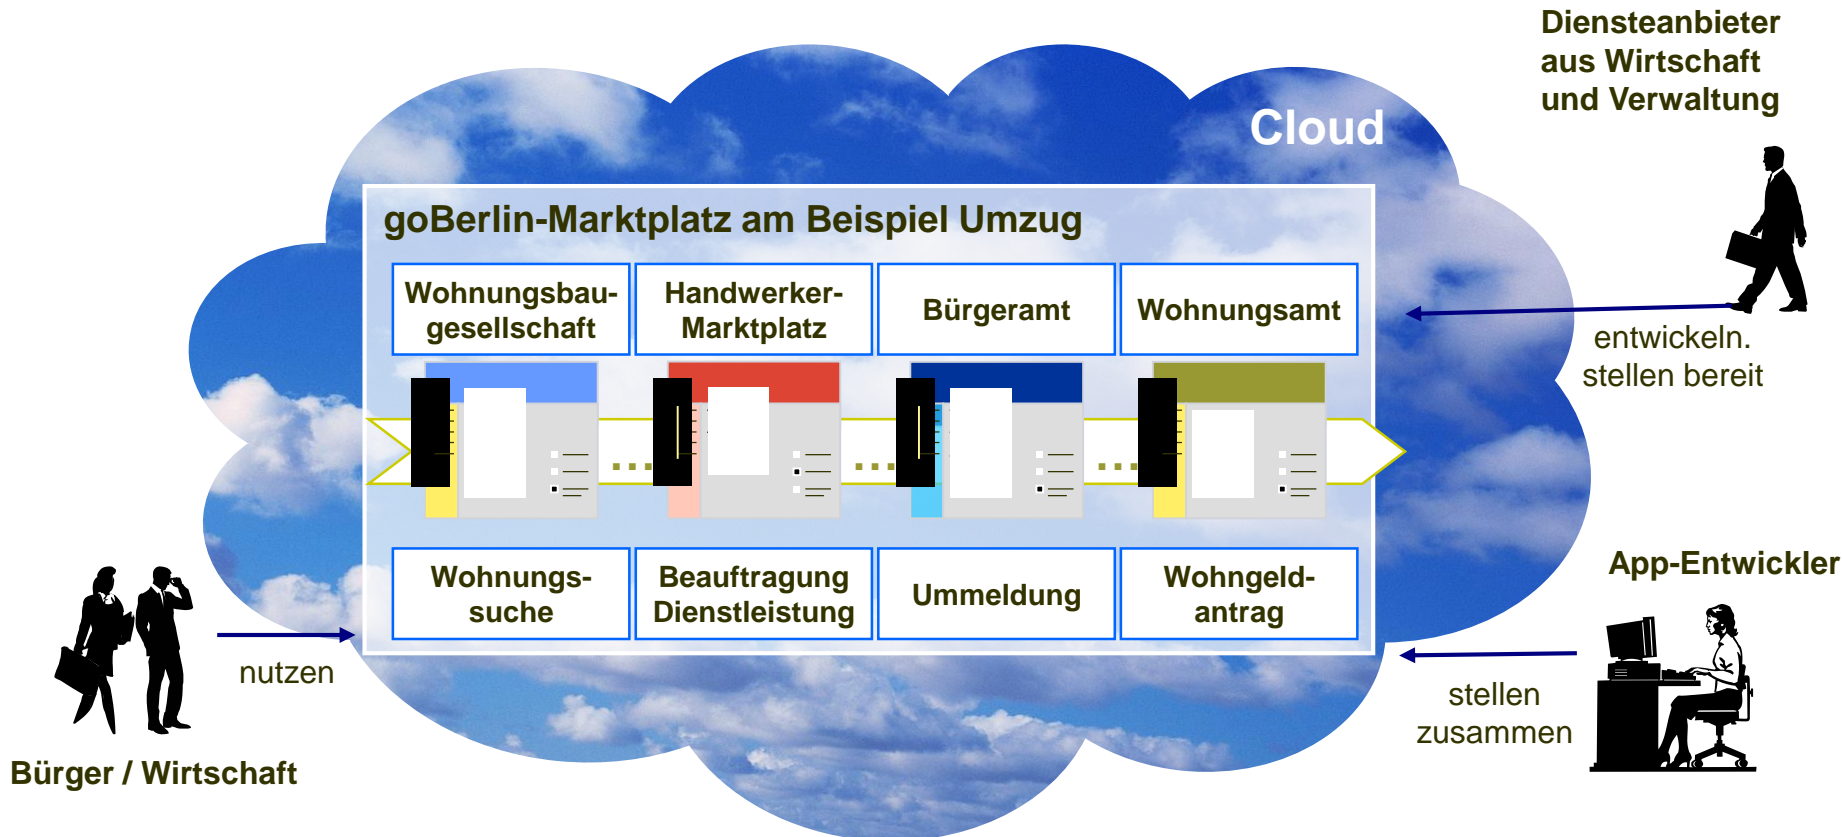 Diensteanbieter
aus Wirtschaft
und Verwaltung
Cloud
goBerlin-Marktplatz am Beispiel Umzug
Wohnungsbau-
gesellschaft
Handwerker-
Marktplatz
Bürgeramt
Wohnungsamt
entwickeln.
stellen bereit
Wohnungs-
suche
Beauftragung
Dienstleistung
Ummeldung
Wohngeld-
antrag
App-Entwickler
nutzen
stellen
zusammen
Bürger / Wirtschaft